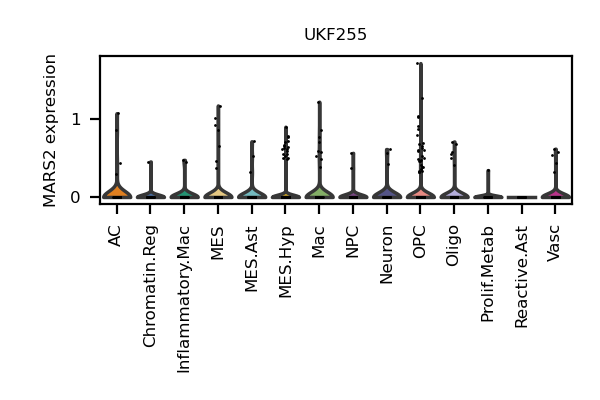 UKF255
MARS2 expression
1
0
AC
Chromatin.Reg
Inflammatory.Mac
MES
MES.Ast
MES.Hyp
Mac
NPC
Neuron
OPC
Oligo
Prolif.Metab
Reactive.Ast
Vasc